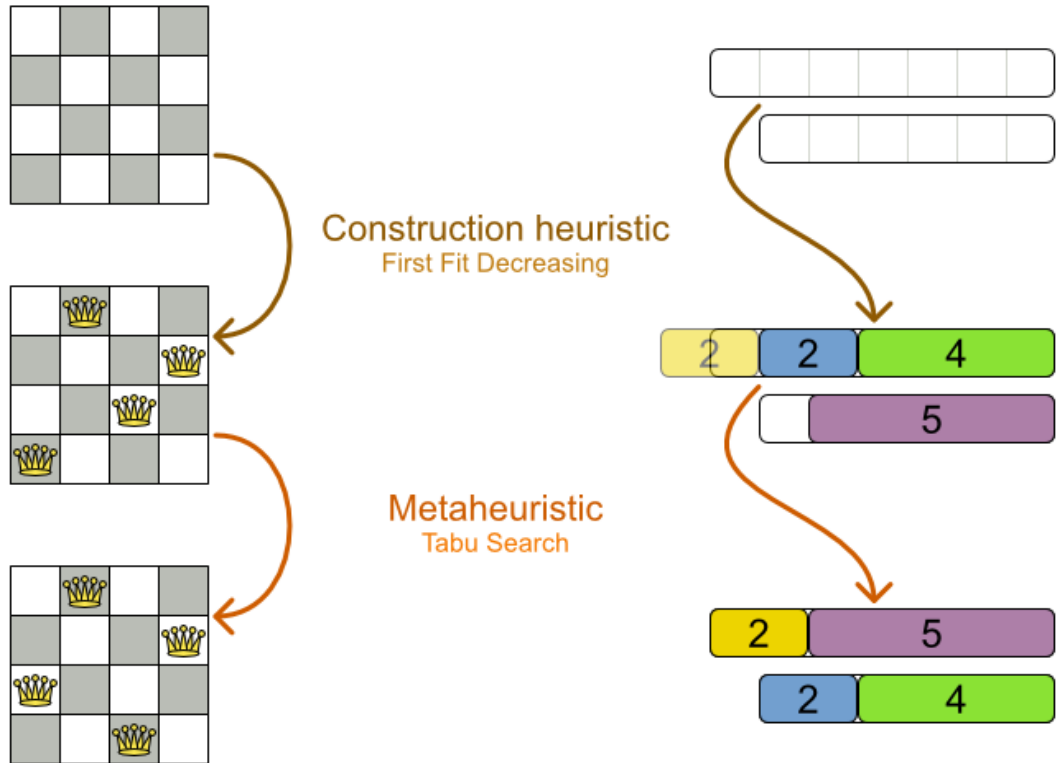 Construction heuristic
First Fit Decreasing
2 2 4
5
Metaheuristic
Tabu Search
2 5
2 4